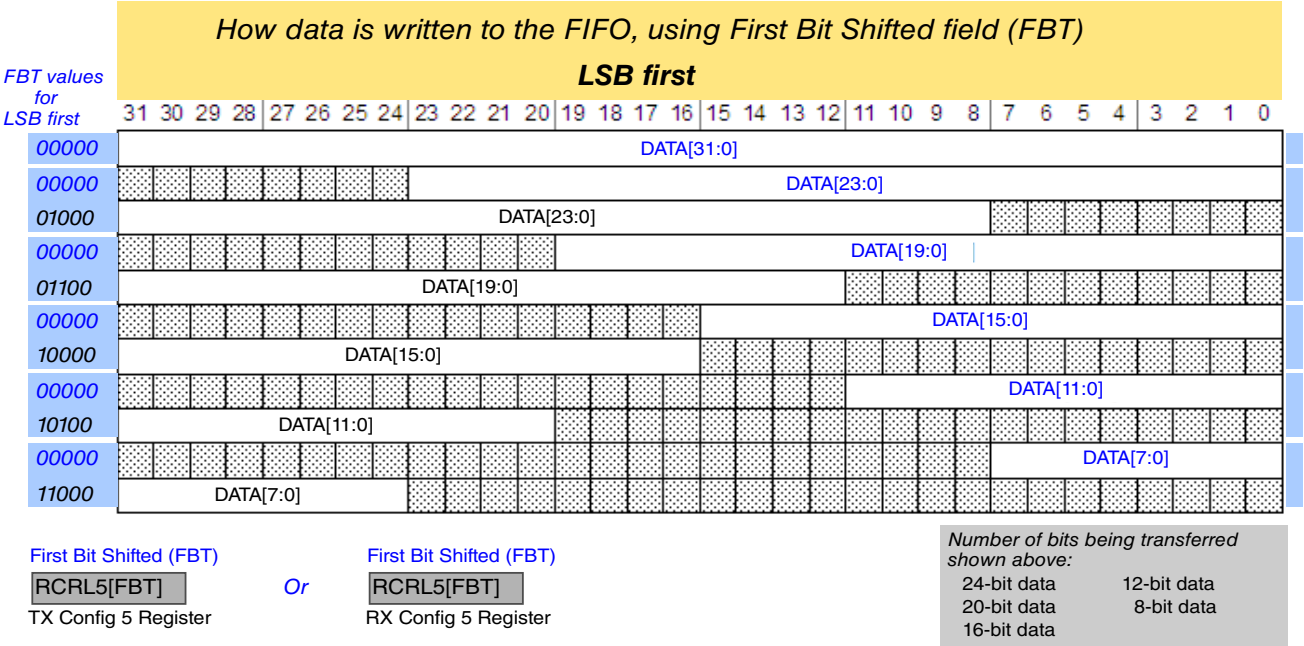 How data is written to the FIFO, using First Bit Shifted field (FBT)
LSB first
FBT values
for
LSB first
31 30 29 28 27 26 25 24 23 22 21 20 19 18 17 16 15 14 13 12 11 10 9 8 7 6 5 4 3 2 1 0
00000 DATA[31:0]
00000 DATA[23:0]
01000 DATA[23:0]
00000 DATA[19:0]
01100 DATA[19:0]
00000 DATA[15:0]
10000 DATA[15:0]
00000 DATA[11:0]
10100 DATA[11:0]
00000 DATA[7:0]
11000 DATA[7:0]
First Bit Shifted (FBT) First Bit Shifted (FBT)
RCRL5[FBT] Or RCRL5[FBT]
TX Config 5 Register RX Config 5 Register
Number of bits being transferred
shown above:
24-bit data 12-bit data
20-bit data 8-bit data
16-bit data